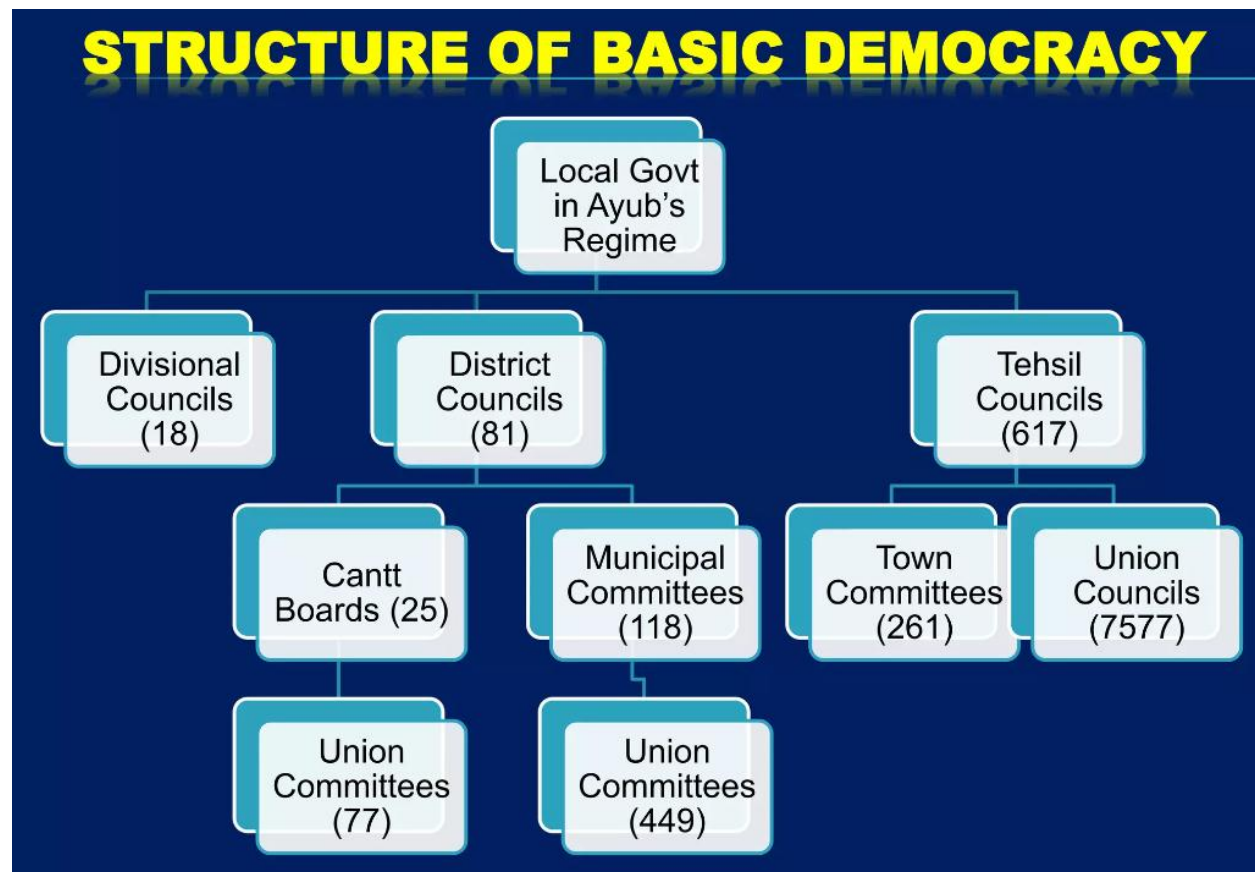 STRUCTURE OF BASIC DEMOCRACY
Local Govt
in Ayub's
Regime
Divisional
Councils
(18)
District
Councils
(81)
Tehsil
Councils
(617)
Cantt
Boards (25)
Municipal
Committees
(118)
Town
Committees
(261)
Union
Councils
(7577)
Union
Committees
(77)
Union
Committees
(449)